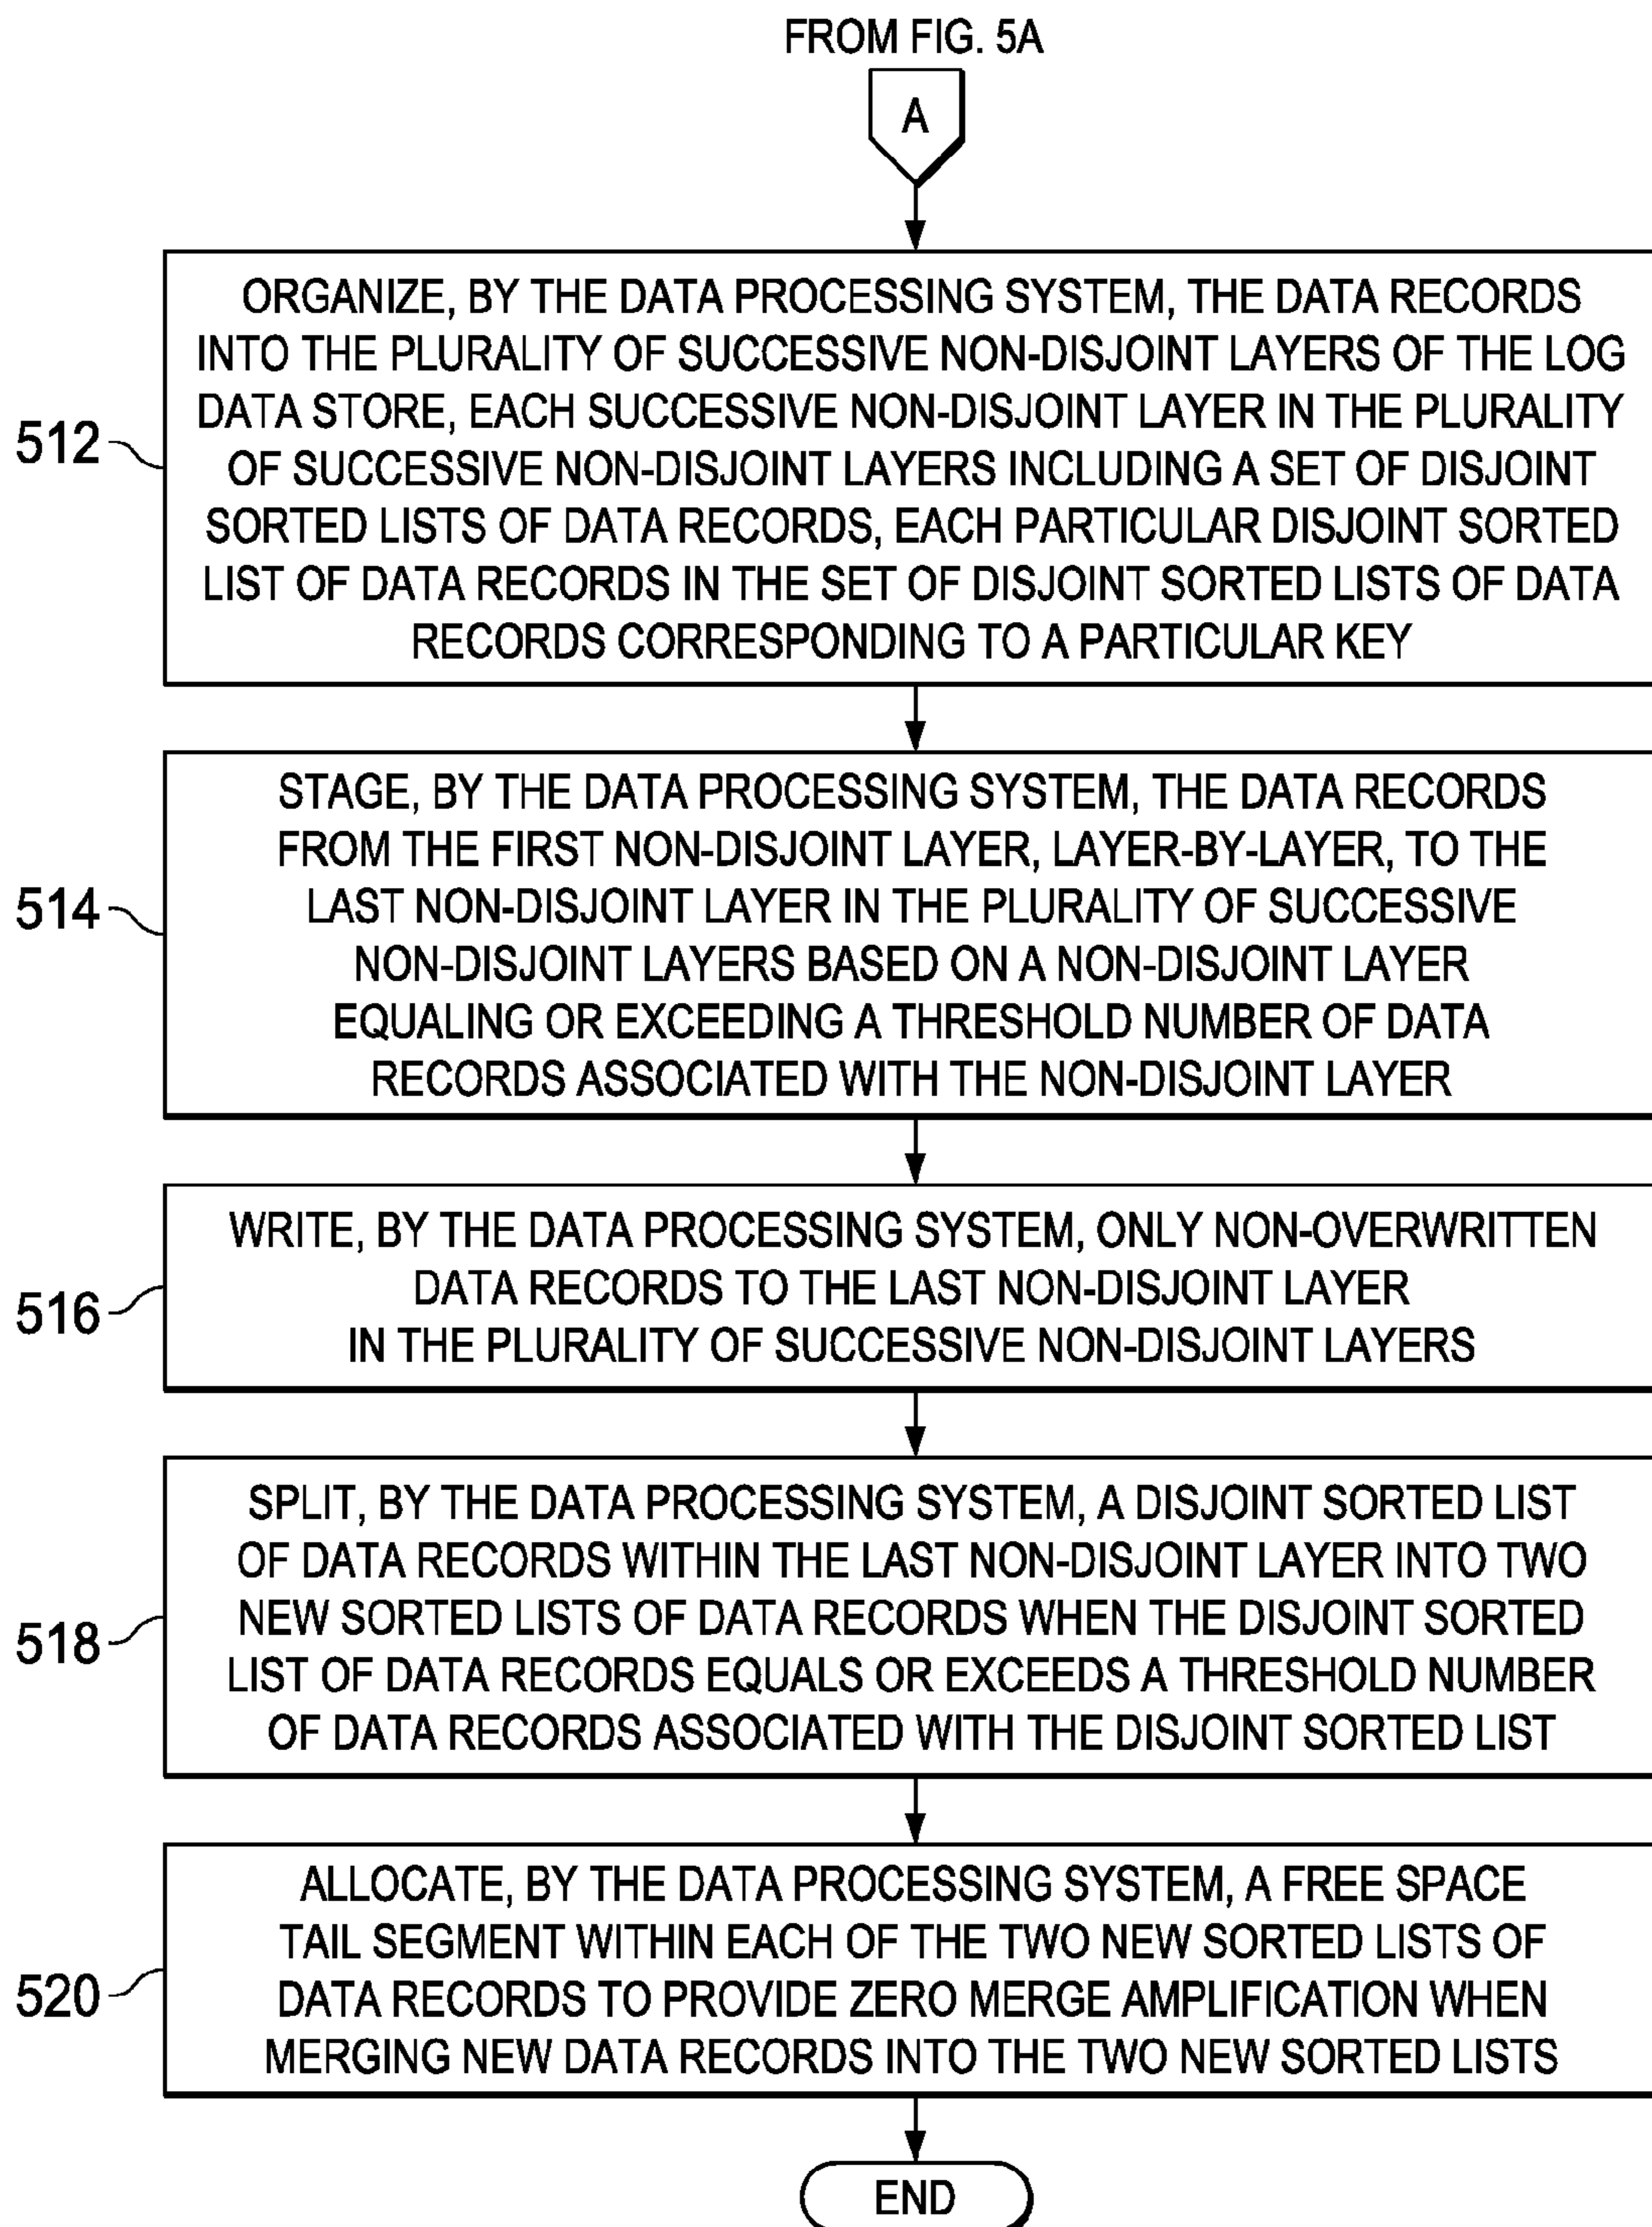 FROM FIG. 5A
A
ORGANIZE, BY THE DATA PROCESSING SYSTEM, THE DATA RECORDS
INTO THE PLURALITY OF SUCCESSIVE NON-DISJOINT LAYERS OF THE LOG
DATA STORE, EACH SUCCESSIVE NON-DISJOINT LAYER IN THE PLURALITY
OF SUCCESSIVE NON-DISJOINT LAYERS INCLUDING A SET OF DISJOINT
SORTED LISTS OF DATA RECORDS, EACH PARTICULAR DISJOINT SORTED
LIST OF DATA RECORDS IN THE SET OF DISJOINT SORTED LISTS OF DATA
RECORDS CORRESPONDING TO A PARTICULAR KEY
512
STAGE, BY THE DATA PROCESSING SYSTEM, THE DATA RECORDS
FROM THE FIRST NON-DISJOINT LAYER, LAYER-BY-LAYER, TO THE
LAST NON-DISJOINT LAYER IN THE PLURALITY OF SUCCESSIVE
NON-DISJOINT LAYERS BASED ON A NON-DISJOINT LAYER
EQUALING OR EXCEEDING A THRESHOLD NUMBER OF DATA
RECORDS ASSOCIATED WITH THE NON-DISJOINT LAYER
514
WRITE, BY THE DATA PROCESSING SYSTEM, ONLY NON-OVERWRITTEN
DATA RECORDS TO THE LAST NON-DISJOINT LAYER
IN THE PLURALITY OF SUCCESSIVE NON-DISJOINT LAYERS
516
SPLIT, BY THE DATA PROCESSING SYSTEM, A DISJOINT SORTED LIST
OF DATA RECORDS WITHIN THE LAST NON-DISJOINT LAYER INTO TWO
NEW SORTED LISTS OF DATA RECORDS WHEN THE DISJOINT SORTED
LIST OF DATA RECORDS EQUALS OR EXCEEDS A THRESHOLD NUMBER
OF DATA RECORDS ASSOCIATED WITH THE DISJOINT SORTED LIST
518
ALLOCATE, BY THE DATA PROCESSING SYSTEM, A FREE SPACE
TAIL SEGMENT WITHIN EACH OF THE TWO NEW SORTED LISTS OF
DATA RECORDS TO PROVIDE ZERO MERGE AMPLIFICATION WHEN
MERGING NEW DATA RECORDS INTO THE TWO NEW SORTED LISTS
520
END